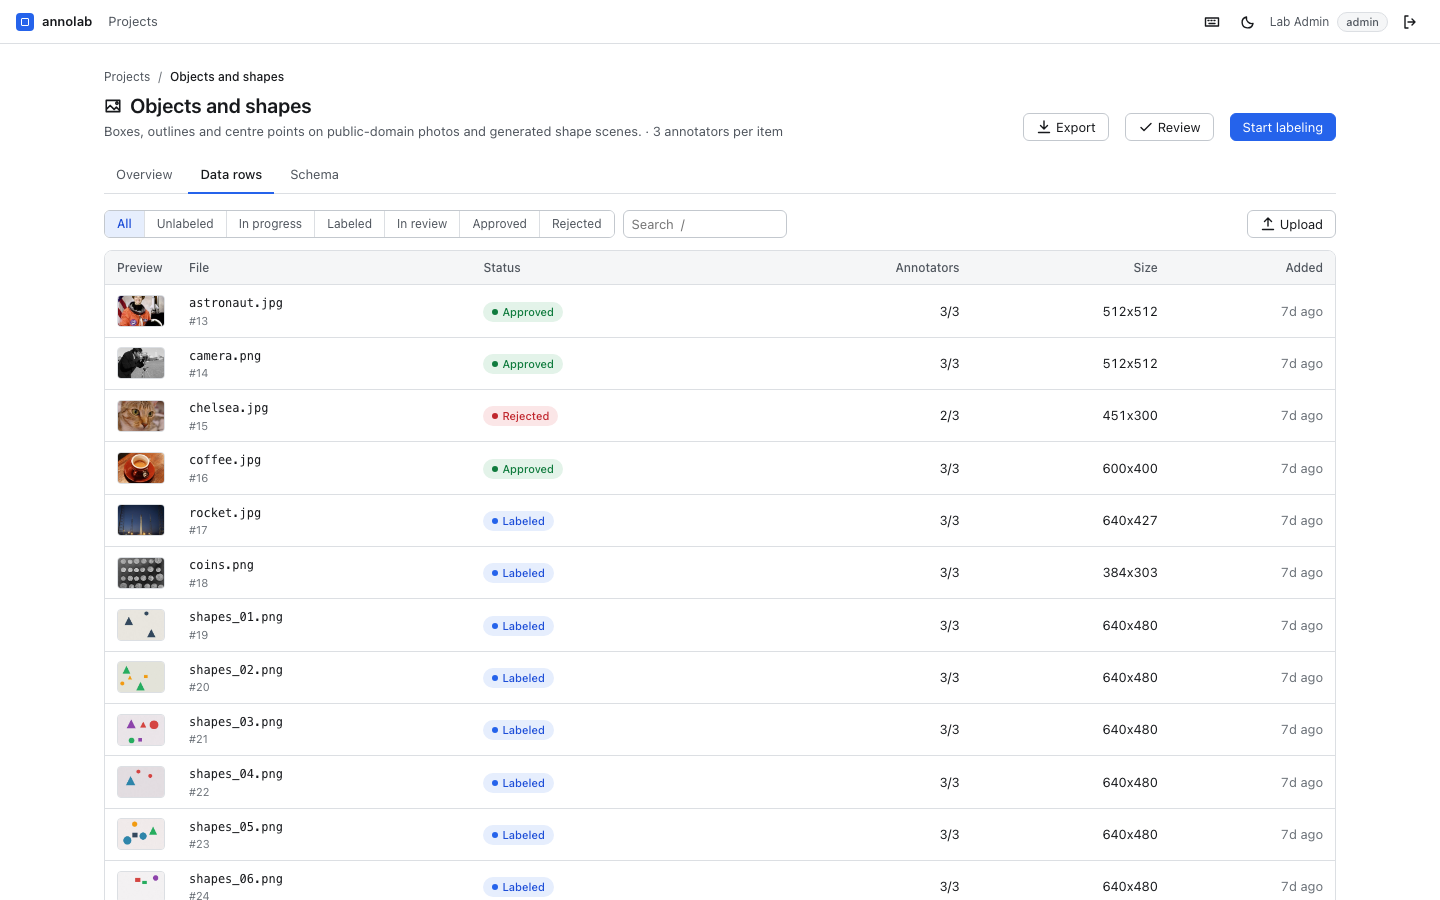 annolab Projects Lab Admin admin
Projects / Objects and shapes
Objects and shapes
Boxes, outlines and centre points on public-domain photos and generated shape scenes. · 3 annotators per item
Export Review Start labeling
Overview Data rows Schema
All Unlabeled In progress Labeled In review Approved Rejected Search / Upload
Preview File Status Annotators Size Added
astronaut.jpg
#13 Approved 3/3 512x512 7d ago
camera.png
#14 Approved 3/3 512x512 7d ago
chelsea.jpg
#15 Rejected 2/3 451x300 7d ago
coffee.jpg
#16 Approved 3/3 600x400 7d ago
rocket.jpg
#17 Labeled 3/3 640x427 7d ago
coins.png
#18 Labeled 3/3 384x303 7d ago
shapes_01.png
#19 Labeled 3/3 640x480 7d ago
shapes_02.png
#20 Labeled 3/3 640x480 7d ago
shapes_03.png
#21 Labeled 3/3 640x480 7d ago
shapes_04.png
#22 Labeled 3/3 640x480 7d ago
shapes_05.png
#23 Labeled 3/3 640x480 7d ago
shapes_06.png
#24 Labeled 3/3 640x480 7d ago